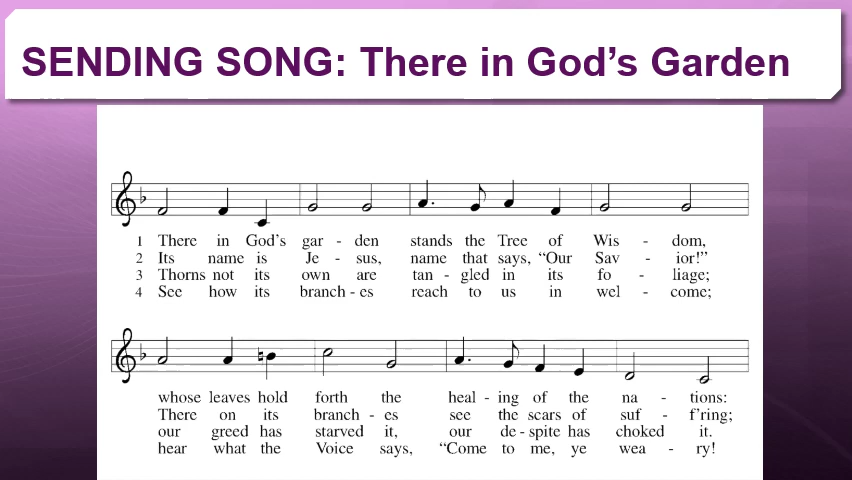 SENDING SONG: There in God’s Garden
1 There in God’s gar - den stands the Tree of Wis - dom,
2 Its name is Je - sus, name that says, “Our Sav - ior!”
3 Thorns not its own are tan - gled in its fo - liage;
4 See how its branch - es reach to us in wel - come;
whose leaves hold forth the heal - ing of the na - tions:
There on its branch - es see the scars of suf - f’ring;
our greed has starved it, our de - spite has choked it.
hear what the Voice says, “Come to me, ye wea - ry!